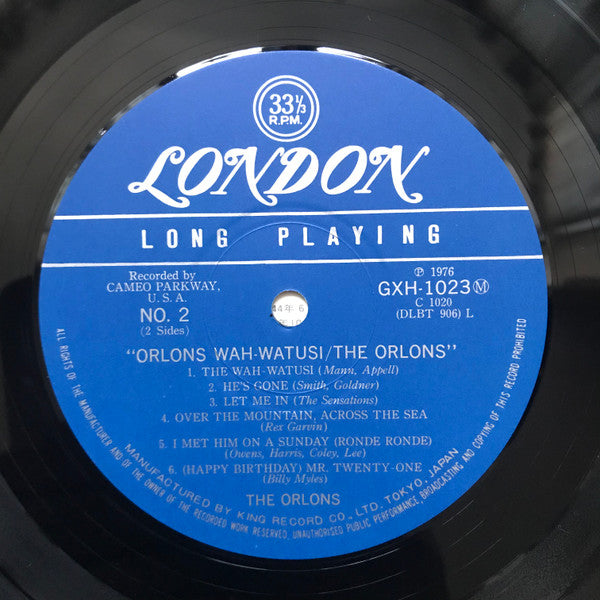 33 1/3
R.P.M.
LONDON
LONG PLAYING
Recorded by
CAMEO PARKWAY,
U.S.A.
NO. 2
(2 Sides)
℗ 1976
GXH-1023 Ⓜ
C 1020
(DLBT 906) L
"ORLONS WAH-WATUSI/THE ORLONS"
1. THE WAH-WATUSI (Mann, Appell)
2. HE'S GONE (Smith, Goldner)
3. LET ME IN (The Sensations)
4. OVER THE MOUNTAIN, ACROSS THE SEA
(Rex Garvin)
5. I MET HIM ON A SUNDAY (RONDE RONDE)
(Owens, Harris, Coley, Lee)
6. (HAPPY BIRTHDAY) MR. TWENTY-ONE
(Billy Myles)
THE ORLONS
MANUFACTURED BY KING RECORD CO., LTD. TOKYO, JAPAN
ALL RIGHTS OF THE MANUFACTURER AND OF THE OWNER OF THE RECORDED WORK RESERVED. UNAUTHORISED PUBLIC PERFORMANCE, BROADCASTING AND COPYING OF THIS RECORD PROHIBITED